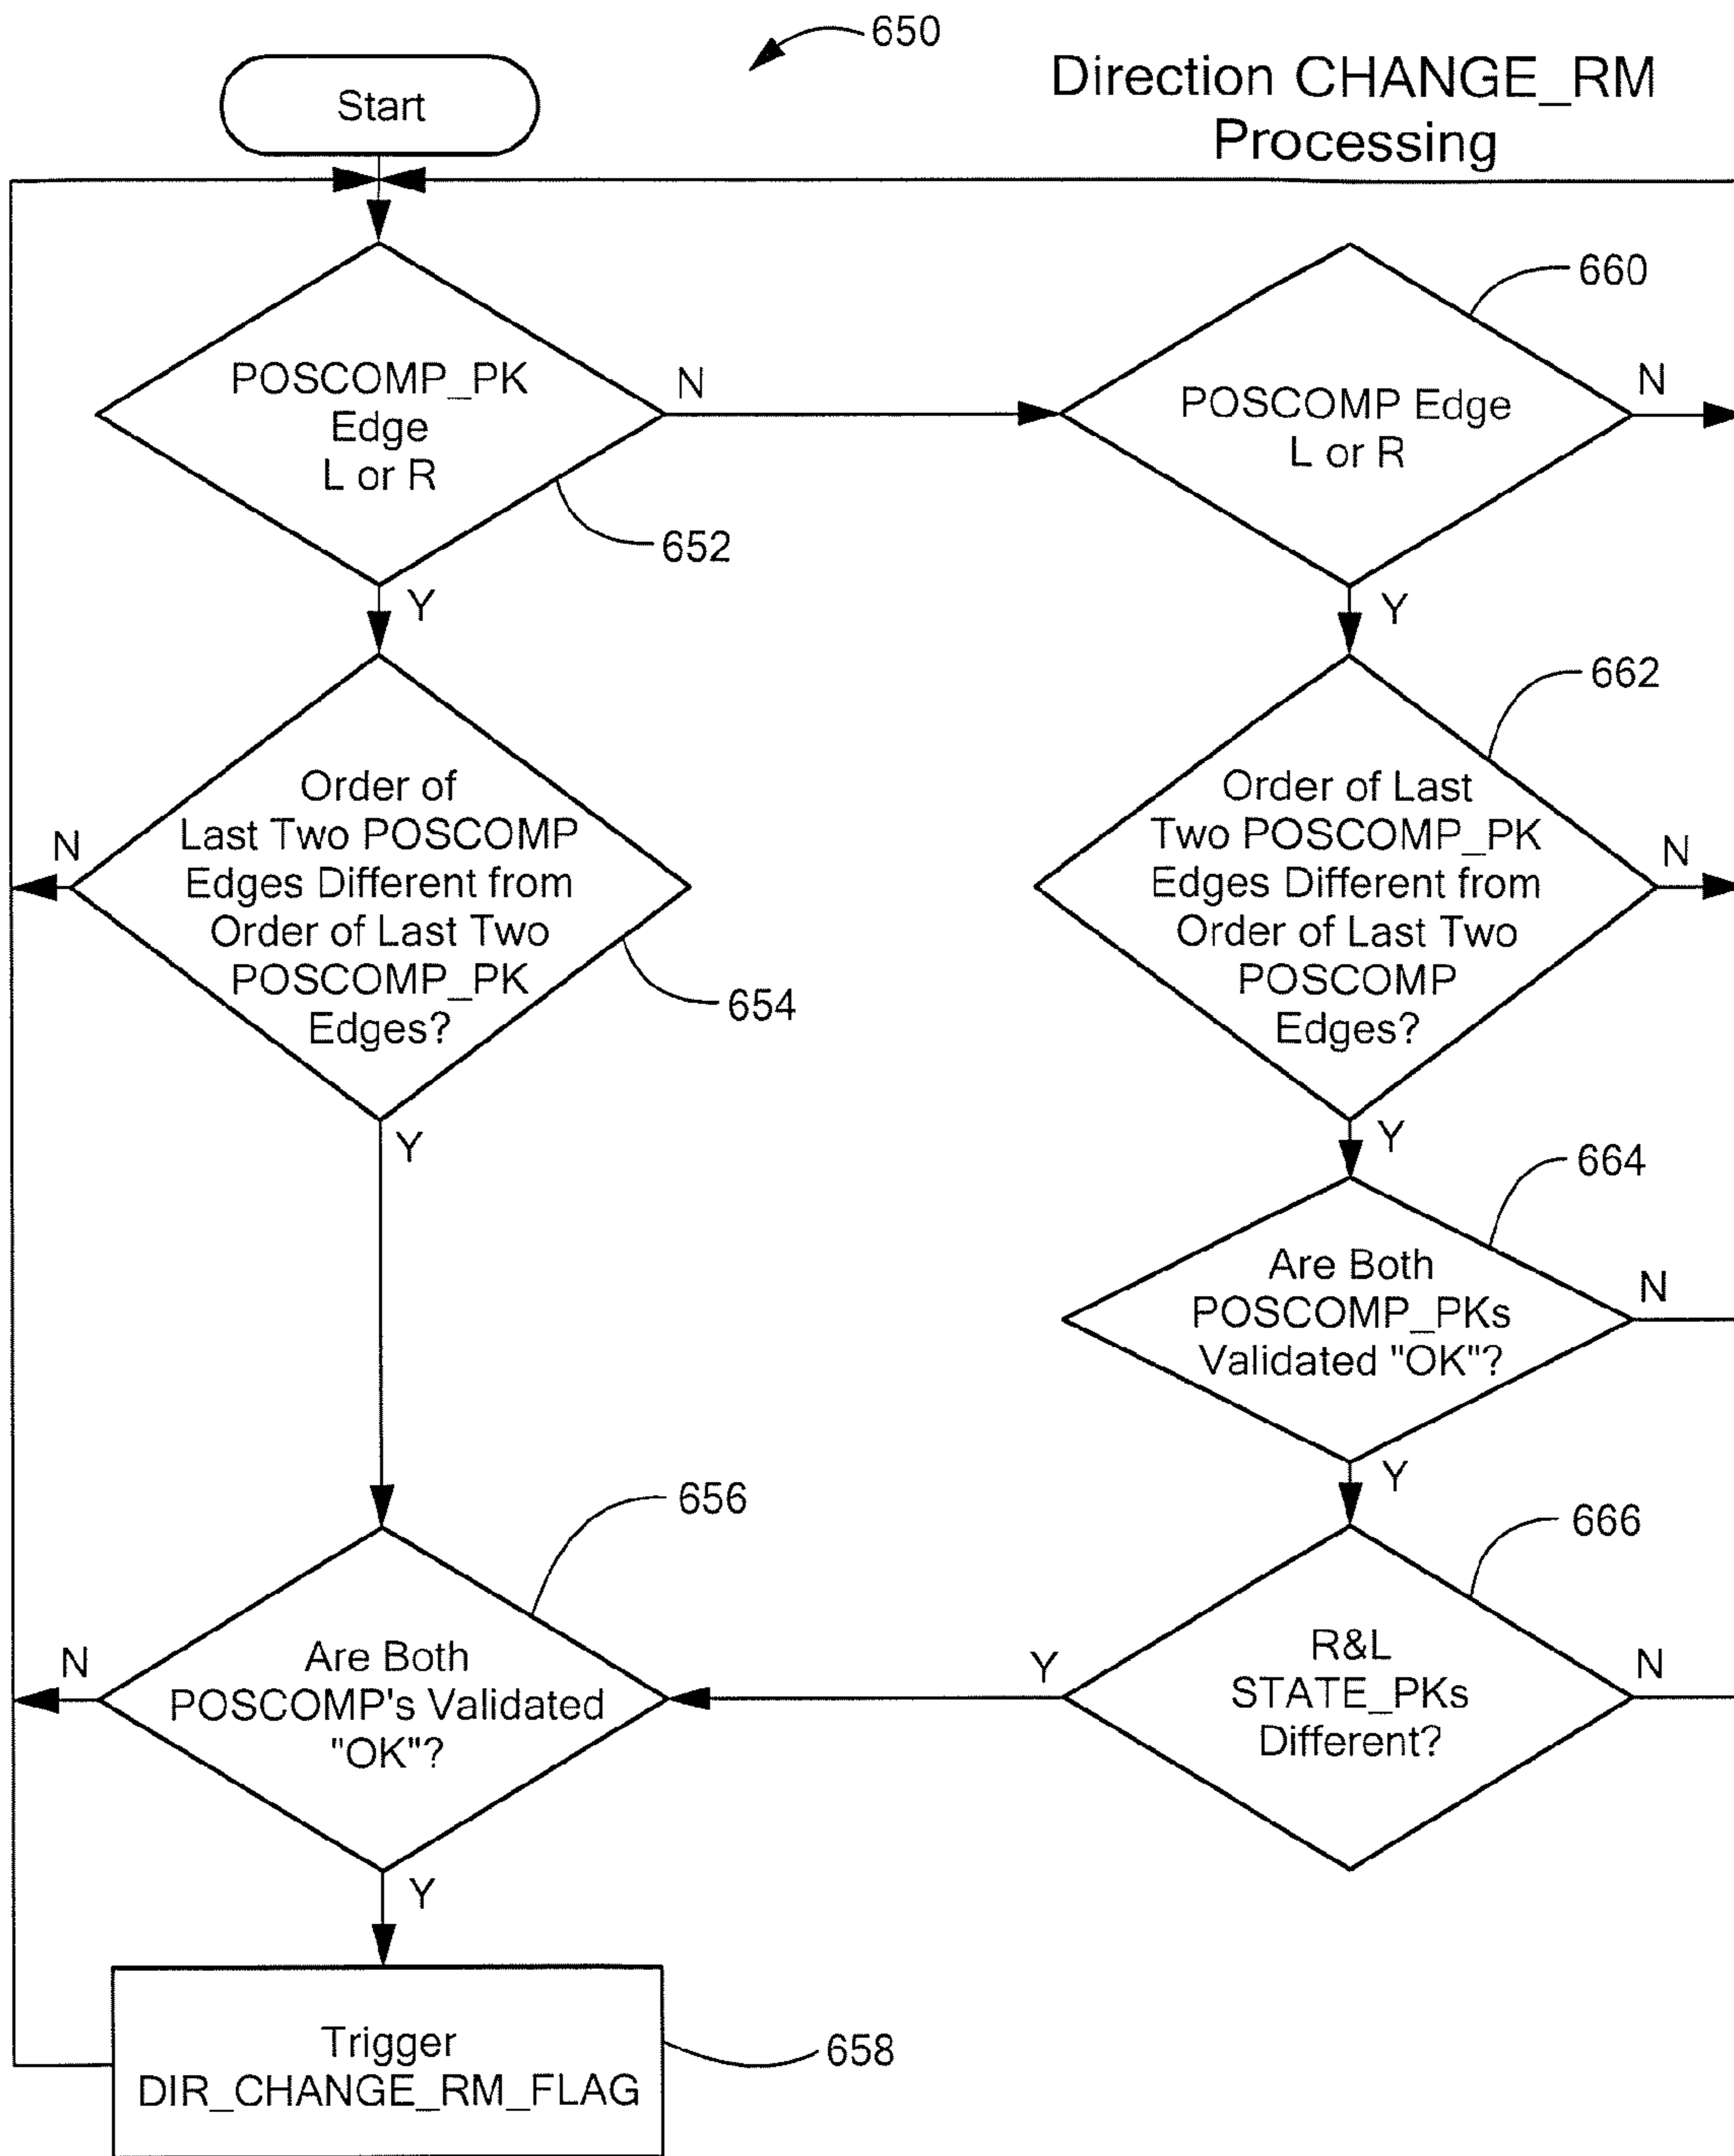 650
Direction CHANGE_RM
Processing
Start
POSCOMP_PK
Edge
L or R
N
652
Y
POSCOMP Edge
L or R
660
N
Y
Order of
Last Two POSCOMP
Edges Different from
Order of Last Two
POSCOMP_PK
Edges?
N
654
Y
Order of Last
Two POSCOMP_PK
Edges Different from
Order of Last Two
POSCOMP
Edges?
662
N
Y
Are Both
POSCOMP_PKs
Validated "OK"?
664
N
Y
Are Both
POSCOMP's Validated
"OK"?
656
N
Y
R&L
STATE_PKs
Different?
666
Y
N
Trigger
DIR_CHANGE_RM_FLAG
658